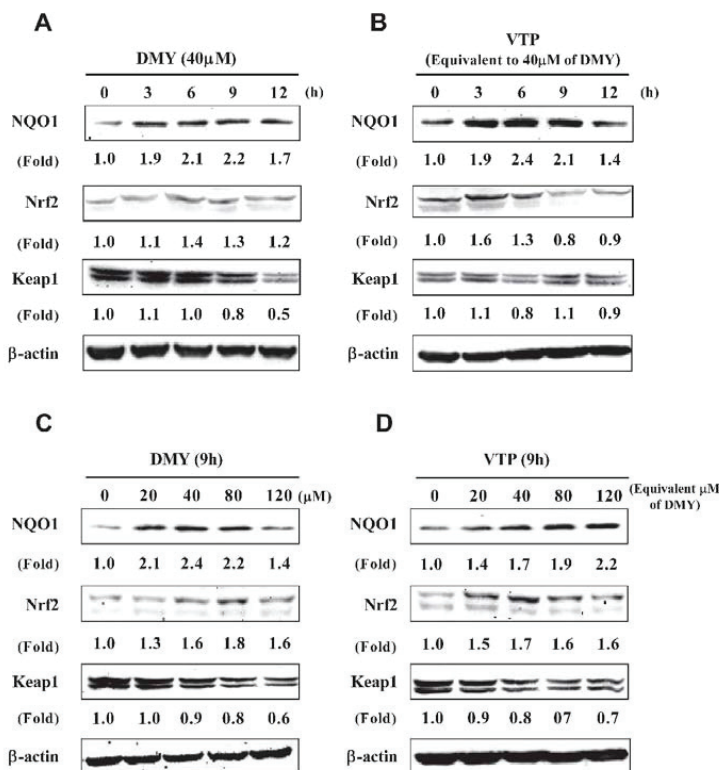 A
DMY (40μM)
0 3 6 9 12 (h)
NQO1
(Fold) 1.0 1.9 2.1 2.2 1.7
Nrf2
(Fold) 1.0 1.1 1.4 1.3 1.2
Keap1
(Fold) 1.0 1.1 1.0 0.8 0.5
β-actin
B
VTP
(Equivalent to 40μM of DMY)
0 3 6 9 12 (h)
NQO1
(Fold) 1.0 1.9 2.4 2.1 1.4
Nrf2
(Fold) 1.0 1.6 1.3 0.8 0.9
Keap1
(Fold) 1.0 1.1 0.8 1.1 0.9
β-actin
C
DMY (9h)
0 20 40 80 120 (μM)
NQO1
(Fold) 1.0 2.1 2.4 2.2 1.4
Nrf2
(Fold) 1.0 1.3 1.6 1.8 1.6
Keap1
(Fold) 1.0 1.0 0.9 0.8 0.6
β-actin
D
VTP (9h)
0 20 40 80 120 (Equivalent μM
of DMY)
NQO1
(Fold) 1.0 1.4 1.7 1.9 2.2
Nrf2
(Fold) 1.0 1.5 1.7 1.6 1.6
Keap1
(Fold) 1.0 0.9 0.8 07 0.7
β-actin